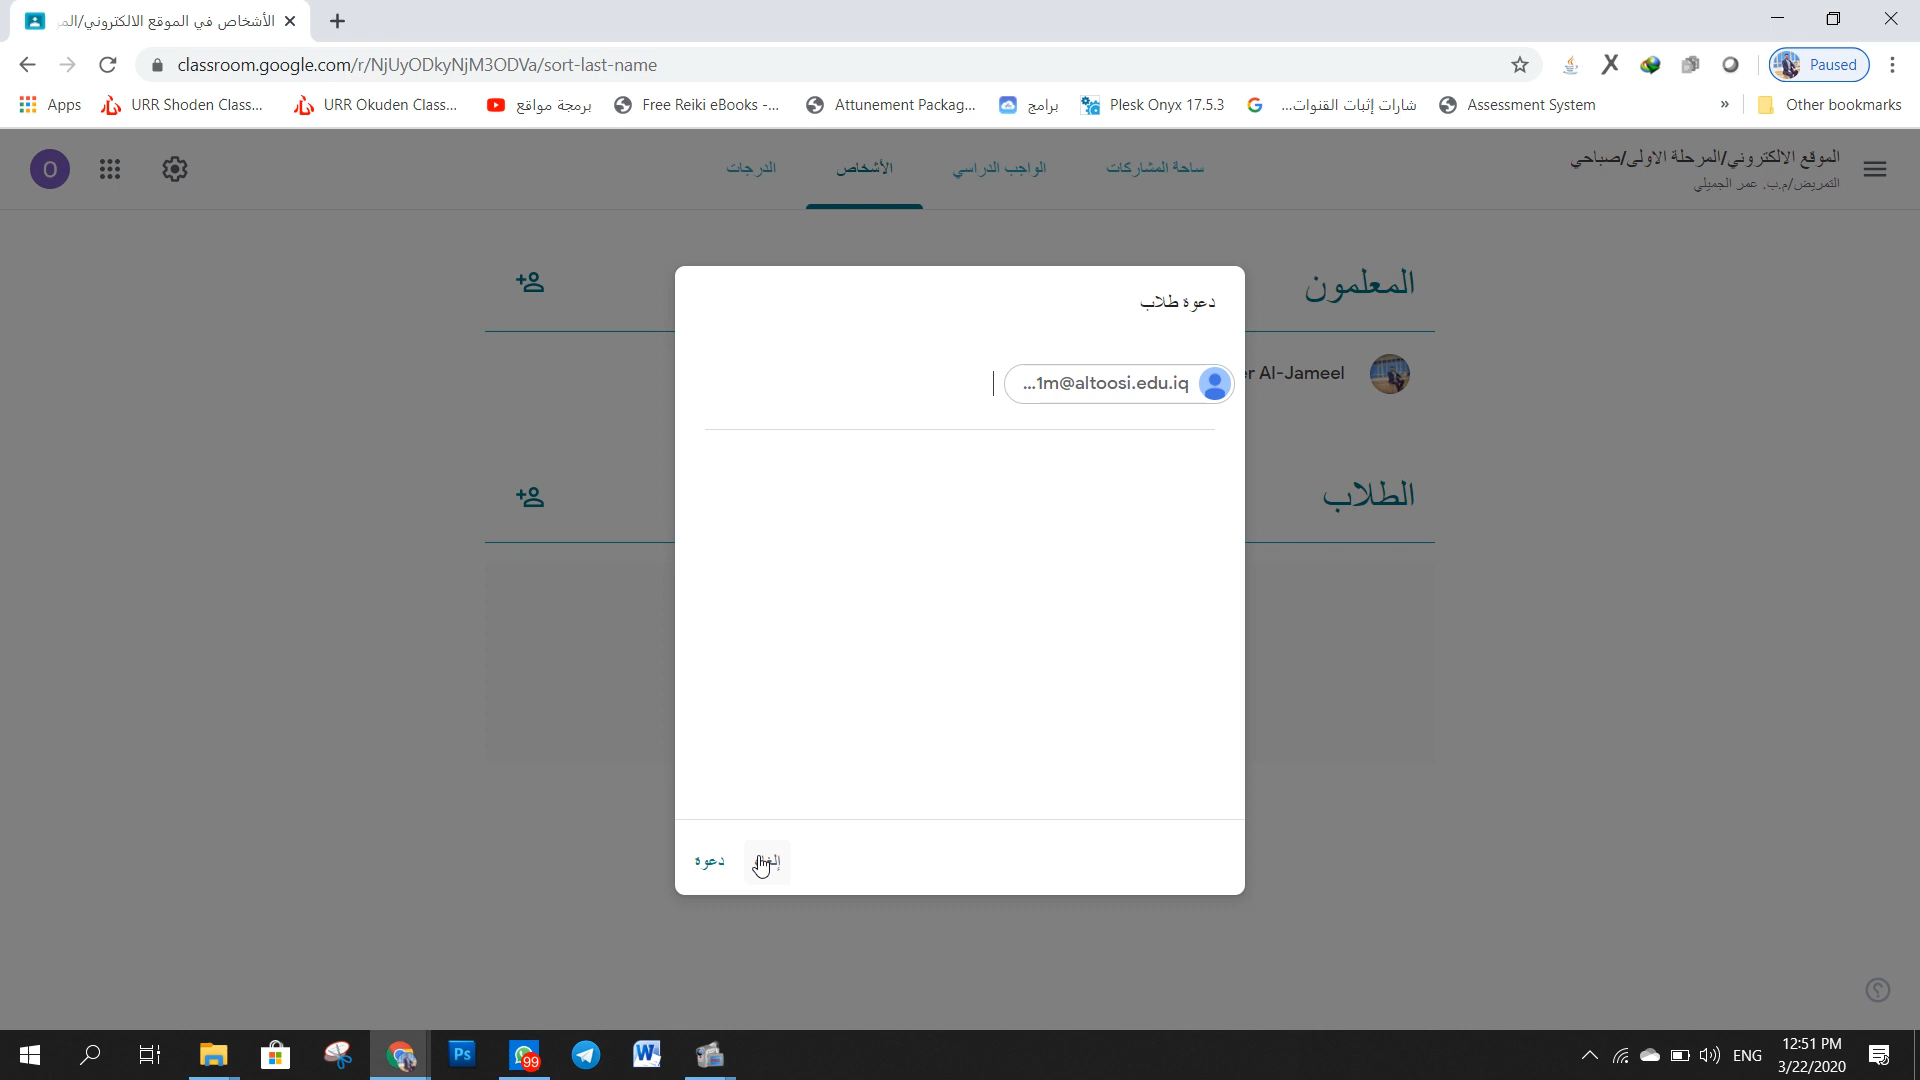 الأشخاص في الموقع الالكتروني/المر
classroom.google.com/r/NjUyODkyNjM3ODVa/sort-last-name
Paused
Apps
URR Shoden Class...
URR Okuden Class...
برمجة مواقع
Free Reiki eBooks -...
Attunement Packag...
برامج
Plesk Onyx 17.5.3
شارات إثبات القنوات...
Assessment System
»
Other bookmarks
الموقع الالكتروني/المرحلة الاولى/صباحي
التمريض/م.ب. عمر الجميلي
ساحة المشاركات
الواجب الدراسي
الأشخاص
الدرجات
O
المعلمون
er Al-Jameel
الطلاب
دعوة طلاب
...1m@altoosi.edu.iq
دعوة
X
Ps
99
W
ENG
12:51 PM
3/22/2020